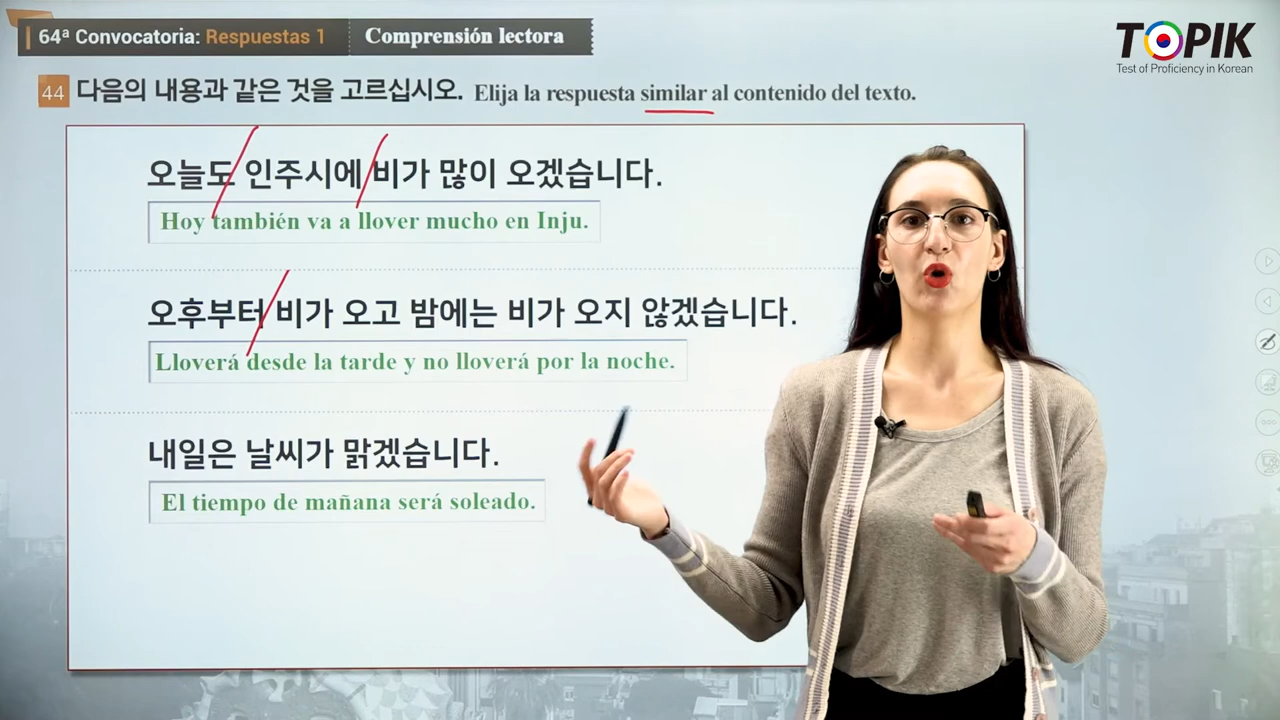 64ª Convocatoria: Respuestas 1 Comprensión lectora
TOPIK
Test of Proficiency in Korean
44 다음의 내용과 같은 것을 고르십시오. Elija la respuesta similar al contenido del texto.
오늘도 인주시에 비가 많이 오겠습니다.
Hoy también va a llover mucho en Inju.
오후부터 비가 오고 밤에는 비가 오지 않겠습니다.
Lloverá desde la tarde y no lloverá por la noche.
내일은 날씨가 맑겠습니다.
El tiempo de mañana será soleado.